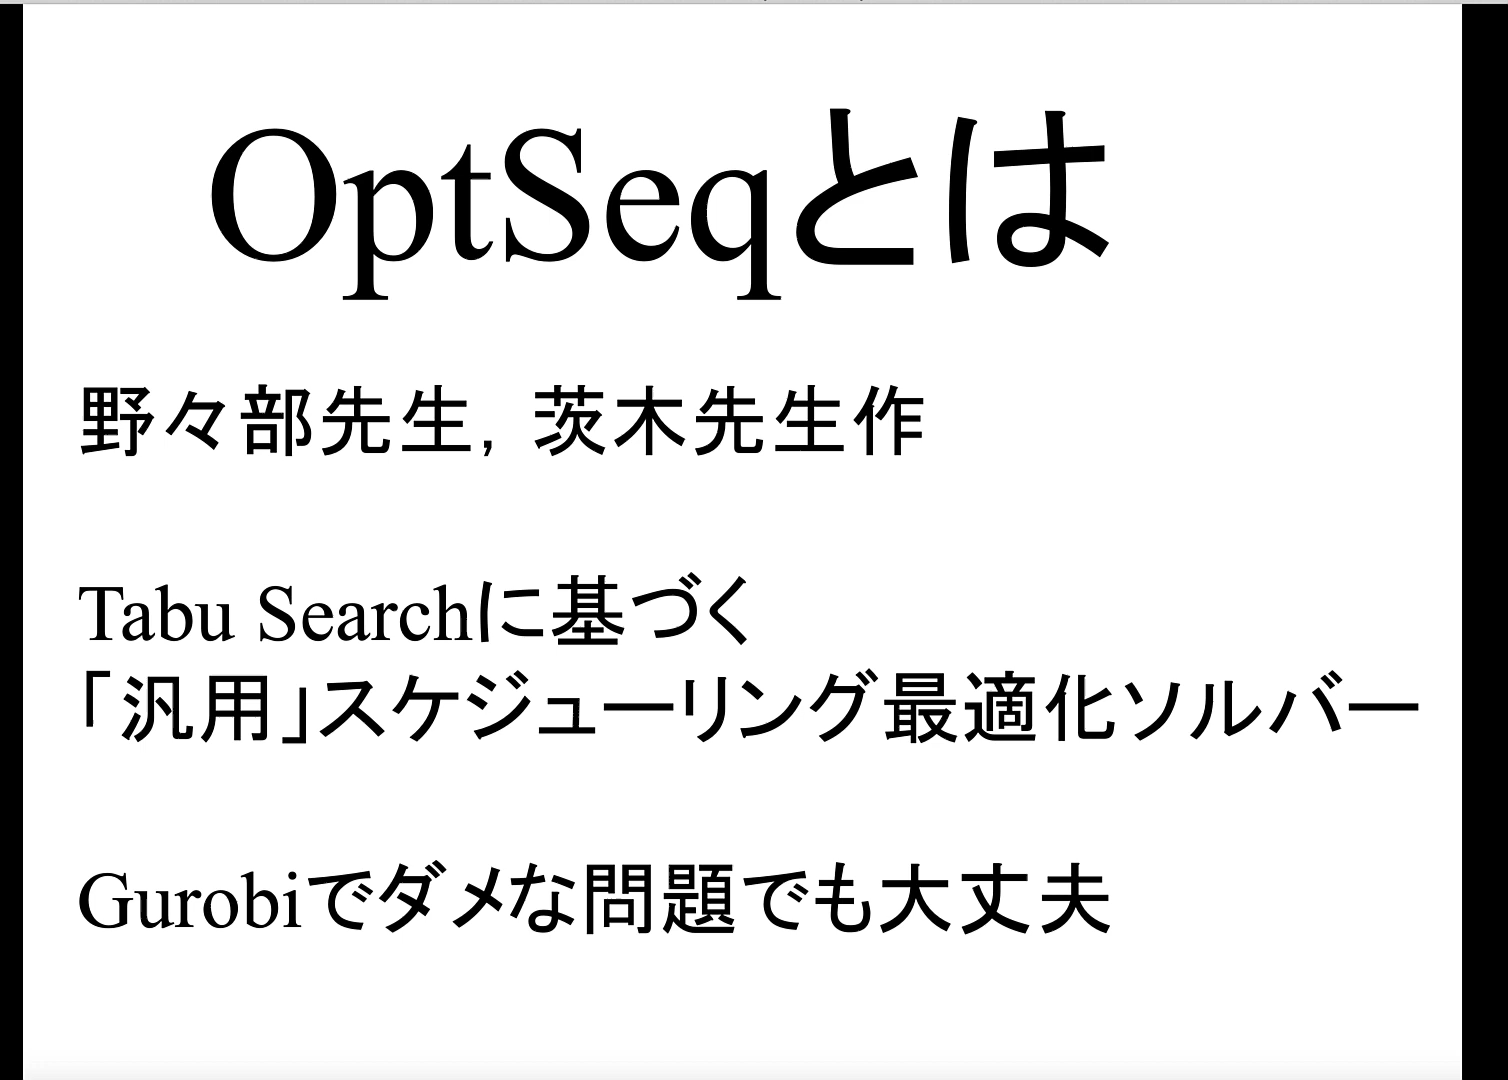 OptSeqとは
野々部先生，茨木先生作
Tabu Searchに基づく
「汎用」スケジューリング最適化ソルバー
Gurobiでダメな問題でも大丈夫